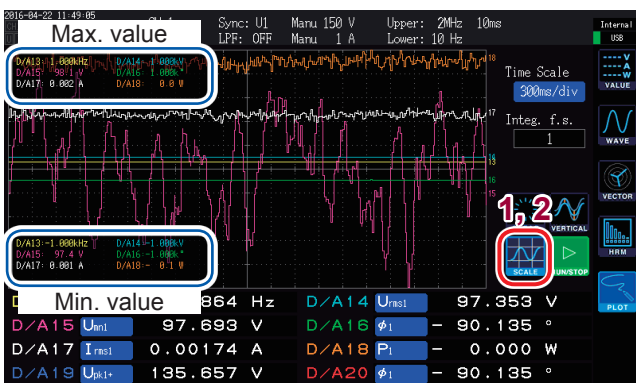 2016-04-22 11:49:05
Sync: U1 Manu 150 V Upper: 2MHz 10ms
LPF: OFF Manu 1 A Lower: 10 Hz
Internal
USB
Max. value
D/A13: 1.000kHz D/A14: 1.000kV
D/A15: 98.1 V D/A16: 1.000k°
D/A17: 0.002 A D/A18: 0.0 W
18
17
13
16
15
Time Scale
300ms/div
Integ. f.s.
1
V
A
W
VALUE
WAVE
VECTOR
HRM
PLOT
1, 2
VERTICAL
SCALE
RUN/STOP
D/A13:-1.000kHz D/A14:-1.000kV
D/A15: 97.4 V D/A16:-1.000k°
D/A17: 0.001 A D/A18:- 0.1 W
Min. value
864 Hz D/A14 Urms1 97.353 V
D/A15 Umn1 97.693 V D/A16 φ1 - 90.135 °
D/A17 Irms1 0.00174 A D/A18 P1 - 0.000 W
D/A19 Upk1+ 135.657 V D/A20 φ1 - 90.135 °